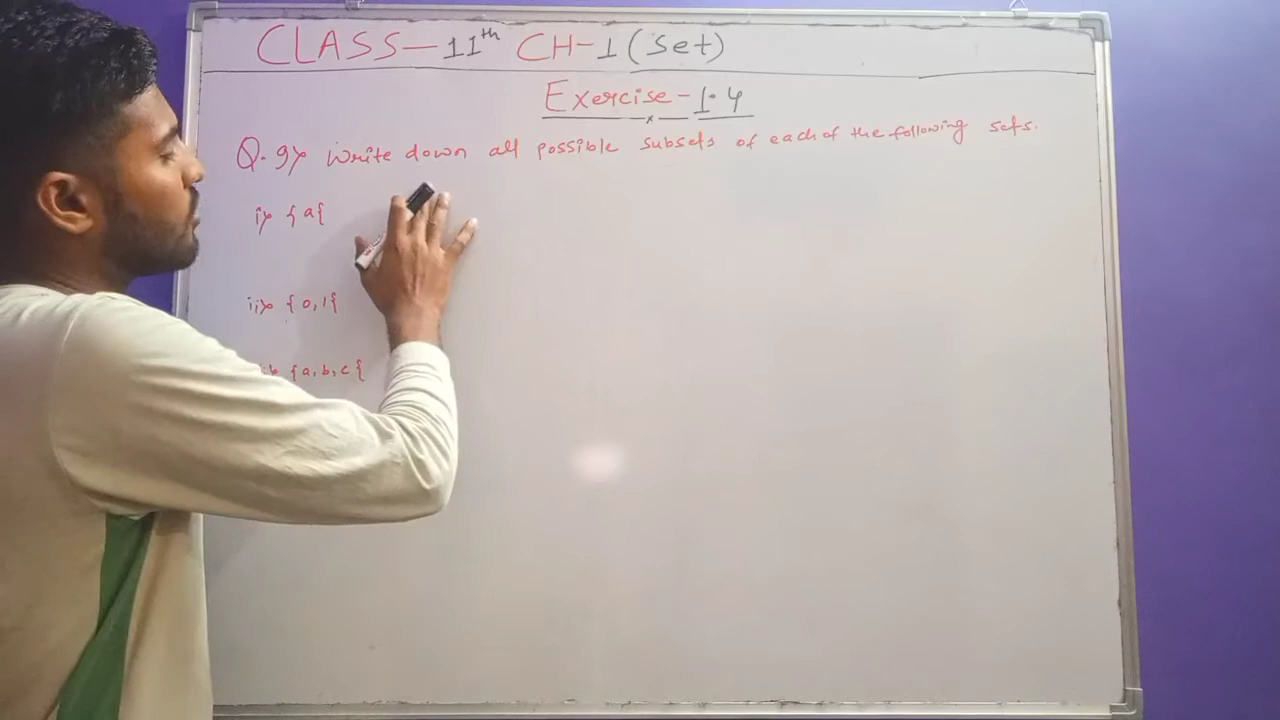 CLASS—11th CH-1 (Set)
Exercise-1.4
Q.9> Write down all possible subsets of each of the following sets.
i> {a{
ii> {0,1{
{a,b,c{